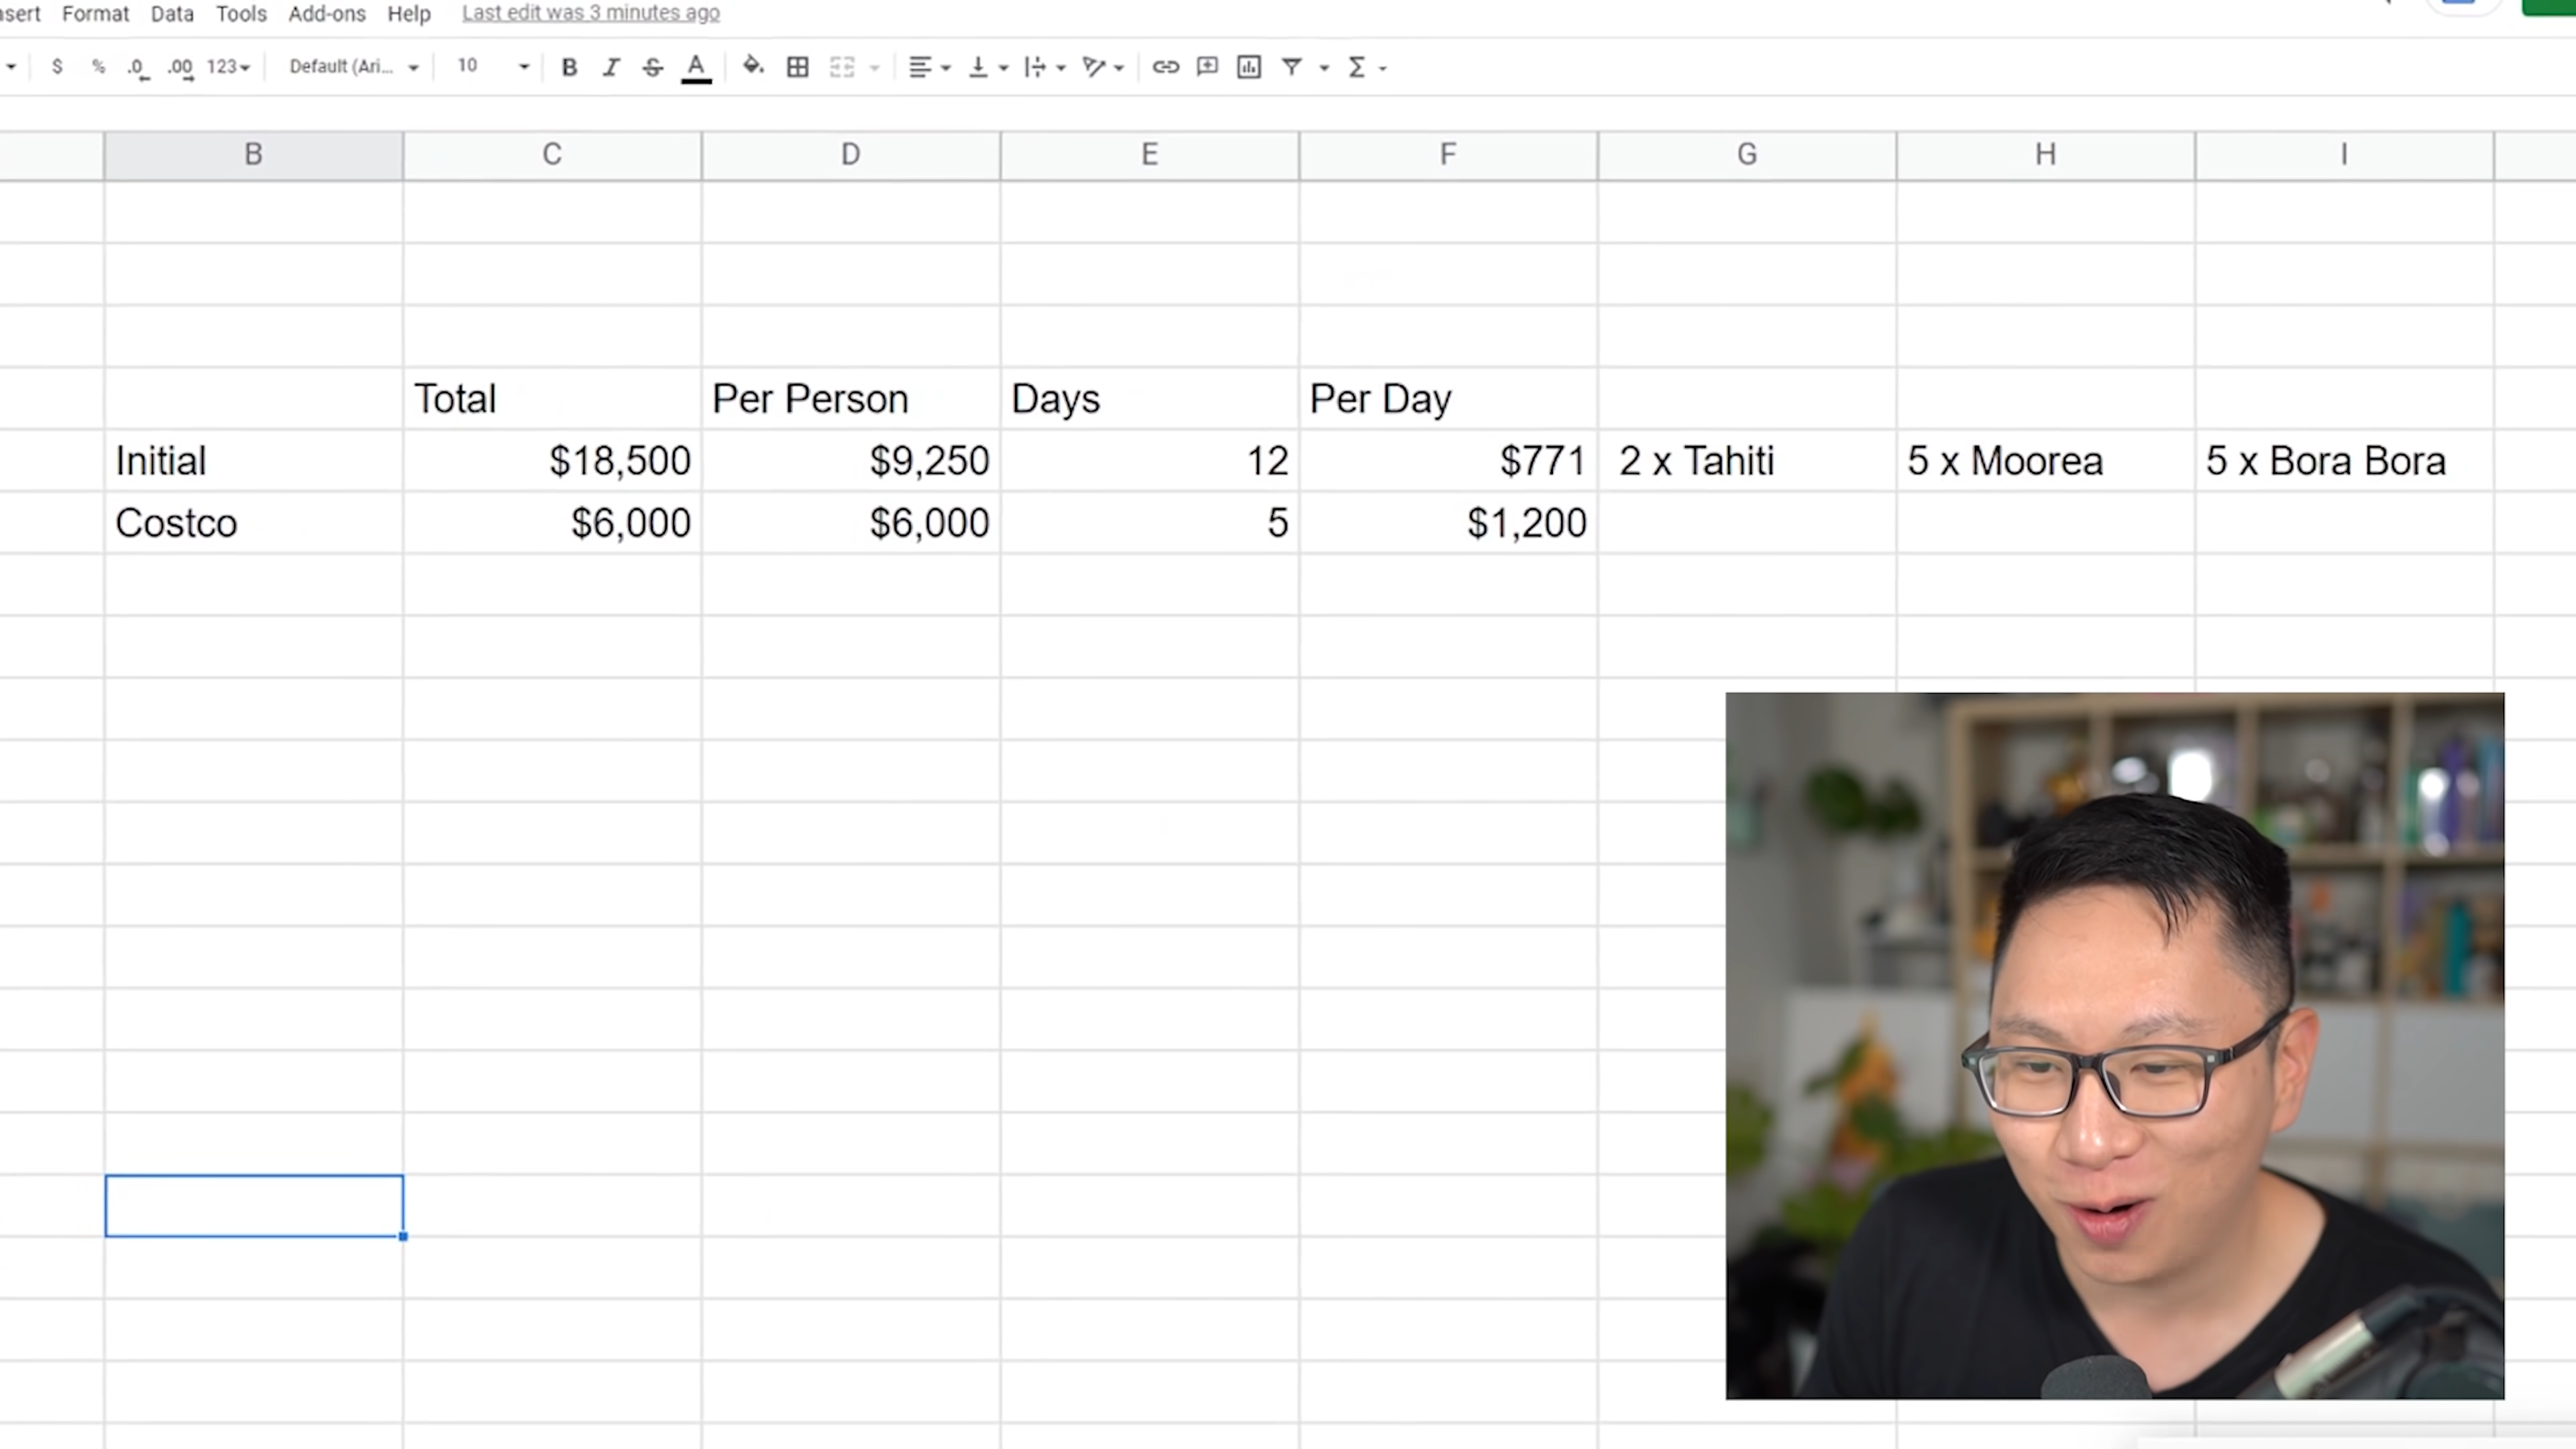 Format Data Tools Add-ons Help Last edit was 3 minutes ago
$ % .0 .00 123 Default (Ari... 10 B I S A Σ
B C D E F G H I
Total Per Person Days Per Day
Initial $18,500 $9,250 12 $771 2 x Tahiti 5 x Moorea 5 x Bora Bora
Costco $6,000 $6,000 5 $1,200